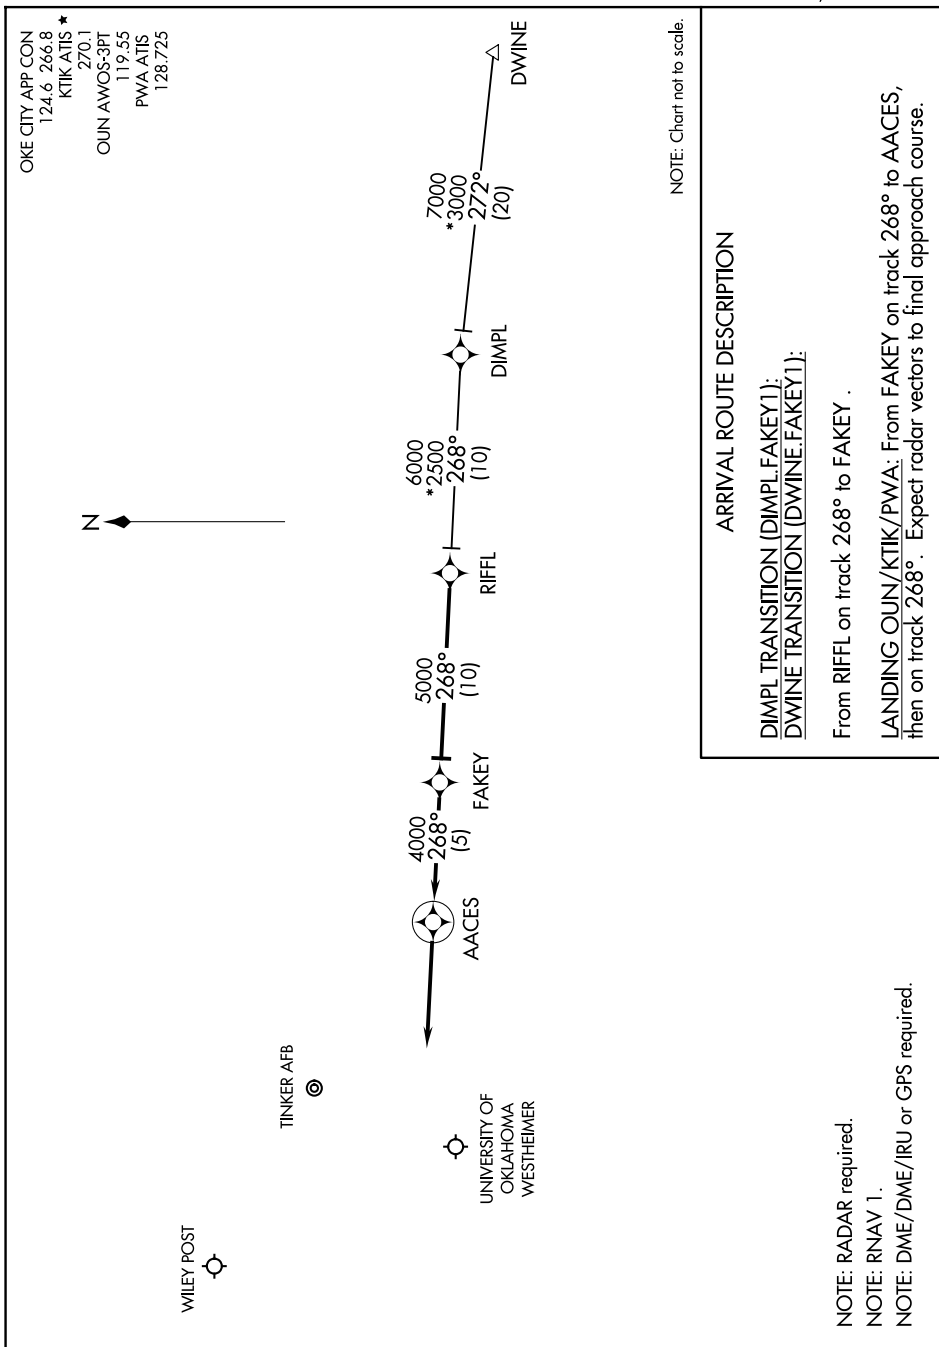 OKE CITY APP CON
124.6 266.8
KTIK ATIS ★
270.1
OUN AWOS-3PT
119.55
PWA ATIS
128.725
N
WILEY POST
TINKER AFB
UNIVERSITY OF
OKLAHOMA
WESTHEIMER
AACES
4000
268°
(5)
FAKEY
5000
268°
(10)
RIFFL
6000
*2500
268°
(10)
DIMPL
7000
*3000
272°
(20)
DWINE
NOTE: Chart not to scale.
NOTE: RADAR required.
NOTE: RNAV 1.
NOTE: DME/DME/IRU or GPS required.
ARRIVAL ROUTE DESCRIPTION
DIMPL TRANSITION (DIMPL.FAKEY1):
DWINE TRANSITION (DWINE.FAKEY1):
From RIFFL on track 268° to FAKEY .
LANDING OUN/KTIK/PWA: From FAKEY on track 268° to AACES,
then on track 268°. Expect radar vectors to final approach course.